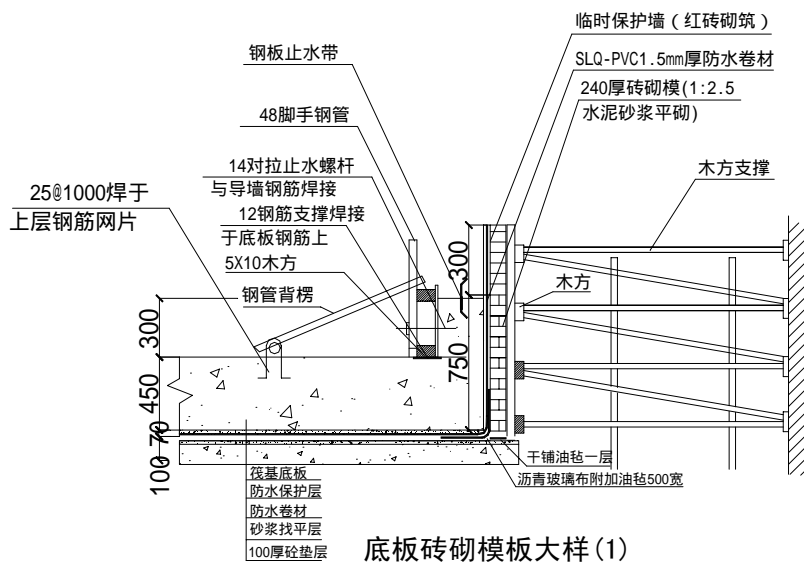 临时保护墙（红砖砌筑）
钢板止水带
SLQ-PVC1.5mm厚防水卷材
240厚砖砌模(1:2.5
水泥砂浆平砌)
48脚手钢管
14对拉止水螺杆
与导墙钢筋焊接
木方支撑
25@1000焊于
上层钢筋网片
12钢筋支撑焊接
于底板钢筋上
5X10木方
钢管背楞
木方
300
300
750
450
70
100
干铺油毡一层
沥青玻璃布附加油毡500宽
筏基底板
防水保护层
防水卷材
砂浆找平层
100厚砼垫层
底板砖砌模板大样(1)